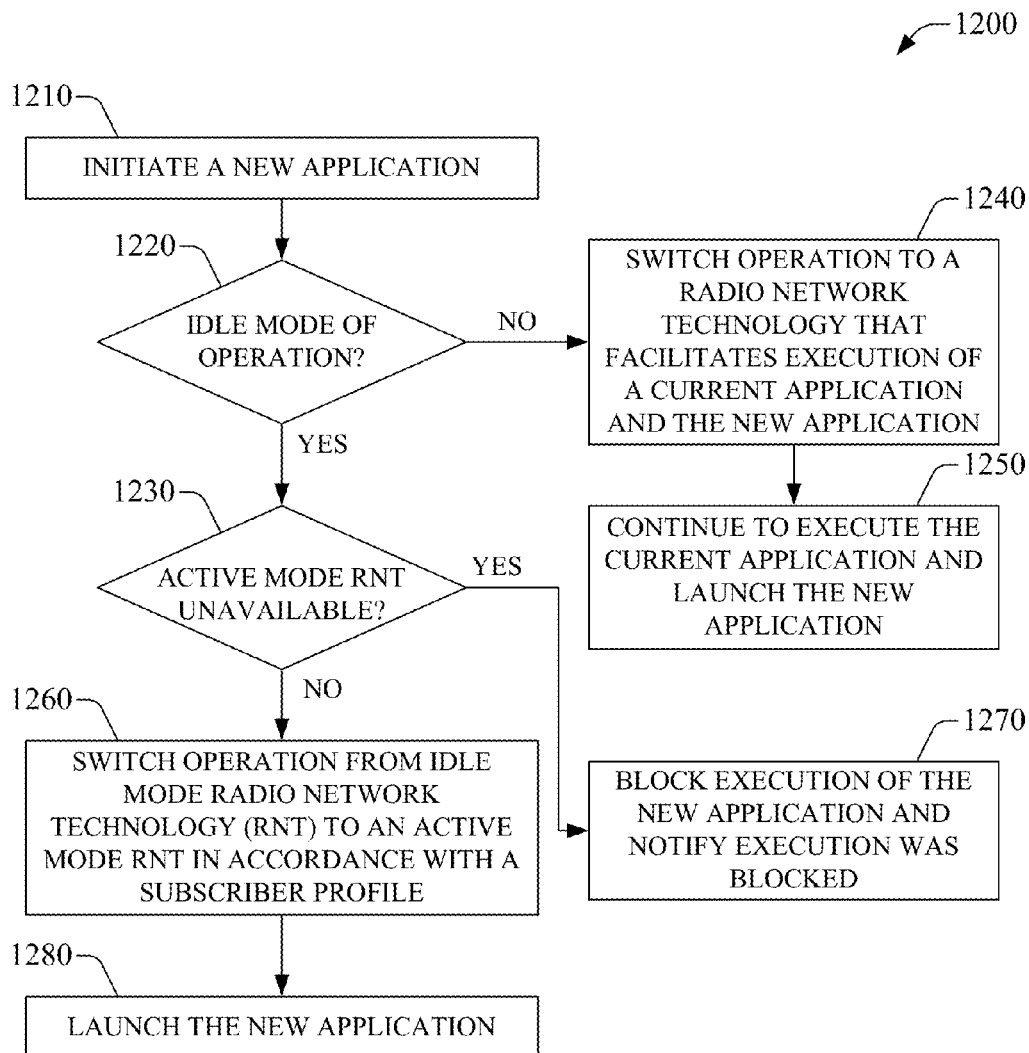 1200
1210
INITIATE A NEW APPLICATION
1220
IDLE MODE OF
OPERATION?
NO
YES
1240
SWITCH OPERATION TO A
RADIO NETWORK
TECHNOLOGY THAT
FACILITATES EXECUTION OF
A CURRENT APPLICATION
AND THE NEW APPLICATION
1250
CONTINUE TO EXECUTE THE
CURRENT APPLICATION AND
LAUNCH THE NEW
APPLICATION
1230
ACTIVE MODE RNT
UNAVAILABLE?
YES
NO
1260
SWITCH OPERATION FROM IDLE
MODE RADIO NETWORK
TECHNOLOGY (RNT) TO AN ACTIVE
MODE RNT IN ACCORDANCE WITH A
SUBSCRIBER PROFILE
1270
BLOCK EXECUTION OF THE
NEW APPLICATION AND
NOTIFY EXECUTION WAS
BLOCKED
1280
LAUNCH THE NEW APPLICATION